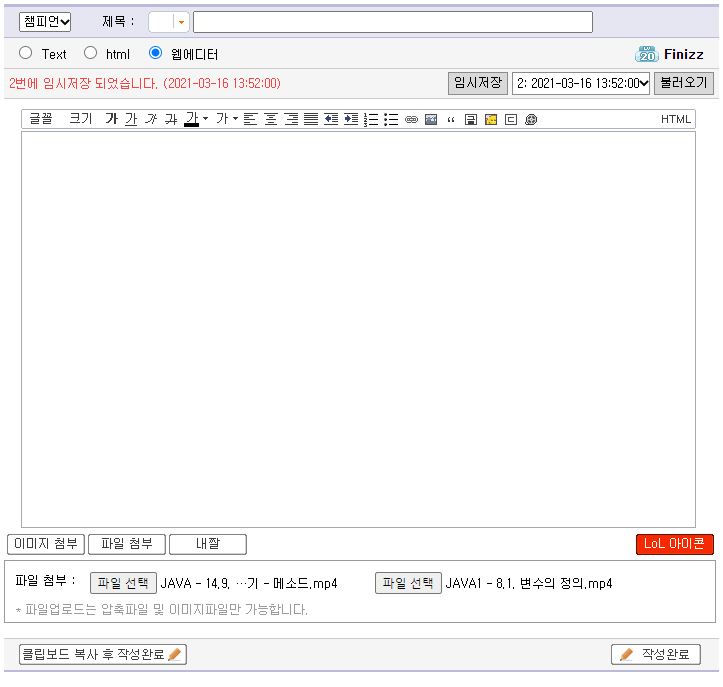 챔피언 제목 :
Text html 웹에디터 20 Finizz
2번에 임시저장 되었습니다. (2021-03-16 13:52:00) 임시저장 2: 2021-03-16 13:52:00 불러오기
글꼴 크기 가 가 가 가 가 가 “ HTML
이미지 첨부 파일 첨부 내짤 LoL 아이콘
파일 첨부 : 파일 선택 JAVA - 14.9. …기 - 메소드.mp4 파일 선택 JAVA1 - 8.1. 변수의 정의.mp4
* 파일업로드는 압축파일 및 이미지파일만 가능합니다.
클립보드 복사 후 작성완료 작성완료